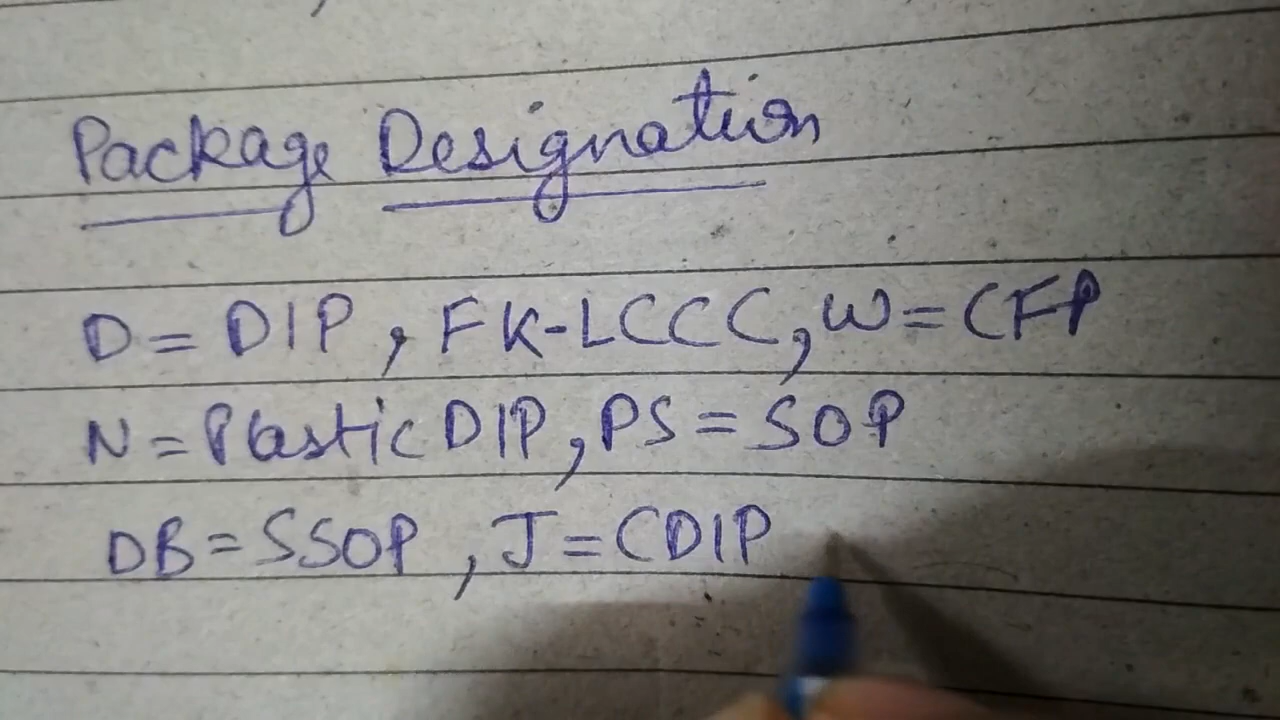 Package Designation
D = DIP, FK-LCCC, W = CFP
N = Plastic DIP, PS = SOP
DB = SSOP, J = CDIP